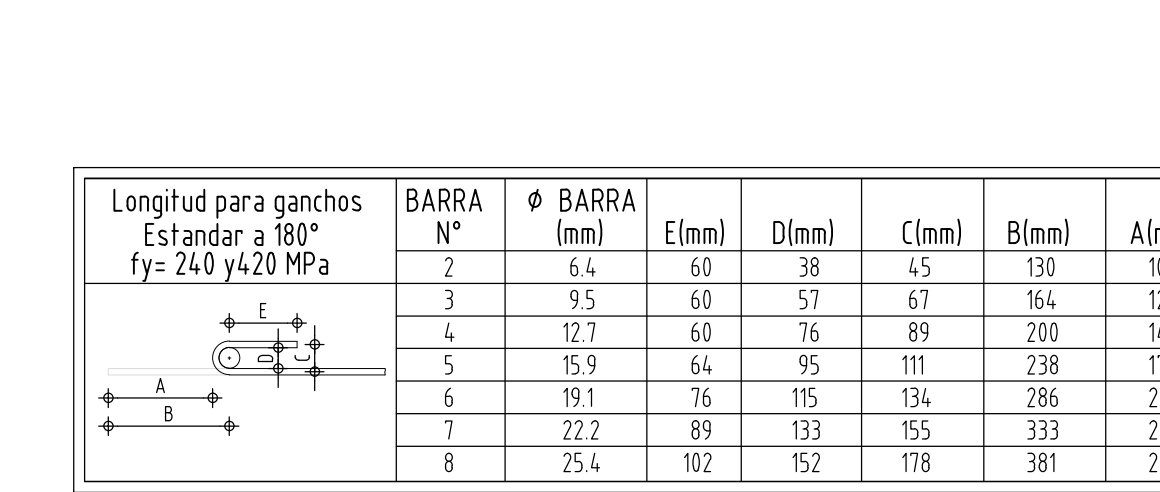 Longitud para ganchos
Estandar a 180°
fy= 240 y420 MPa
BARRA N° ϕ BARRA (mm) E(mm) D(mm) C(mm) B(mm)
2 6.4 60 38 45 130
3 9.5 60 57 67 164
4 12.7 60 76 89 200
5 15.9 64 95 111 238
6 19.1 76 115 134 286
7 22.2 89 133 155 333
8 25.4 102 152 178 381
E
D C
A
B